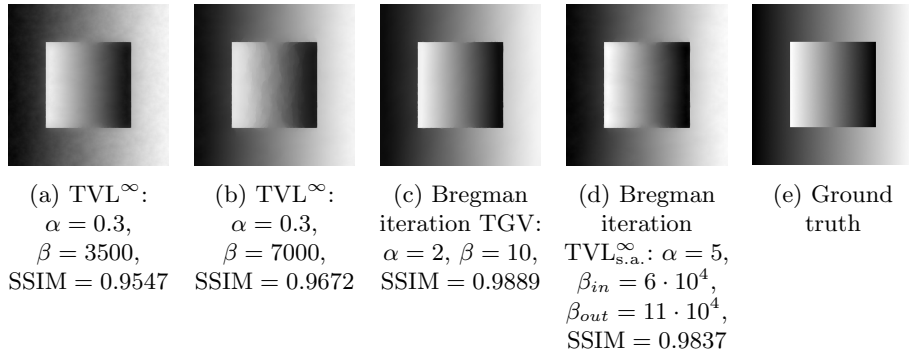 (a) TVL∞:
α = 0.3,
β = 3500,
SSIM = 0.9547
(b) TVL∞:
α = 0.3,
β = 7000,
SSIM = 0.9672
(c) Bregman
iteration TGV:
α = 2, β = 10,
SSIM = 0.9889
(d) Bregman
iteration
TVL∞s.a.: α = 5,
βin = 6 · 10⁴,
βout = 11 · 10⁴,
SSIM = 0.9837
(e) Ground
truth